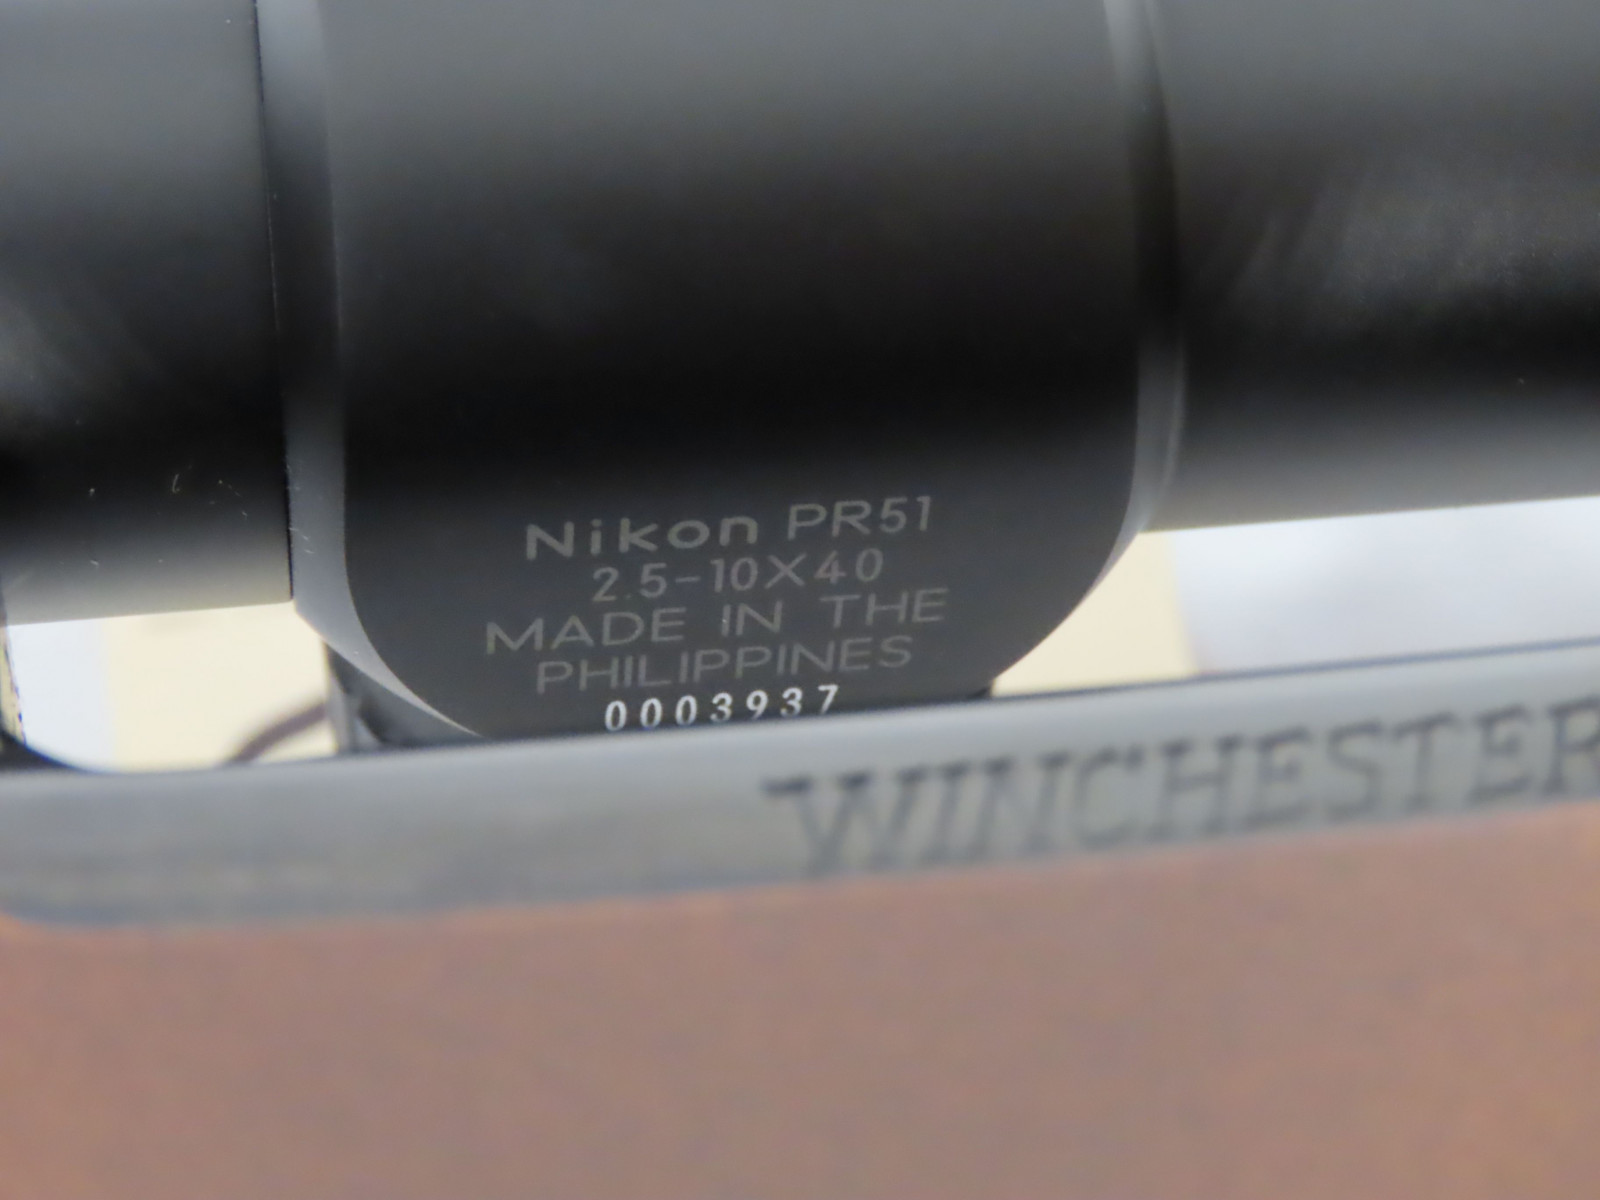 Nikon PR51
2.5-10X40
MADE IN THE
PHILIPPINES
0003937
WINCHESTER